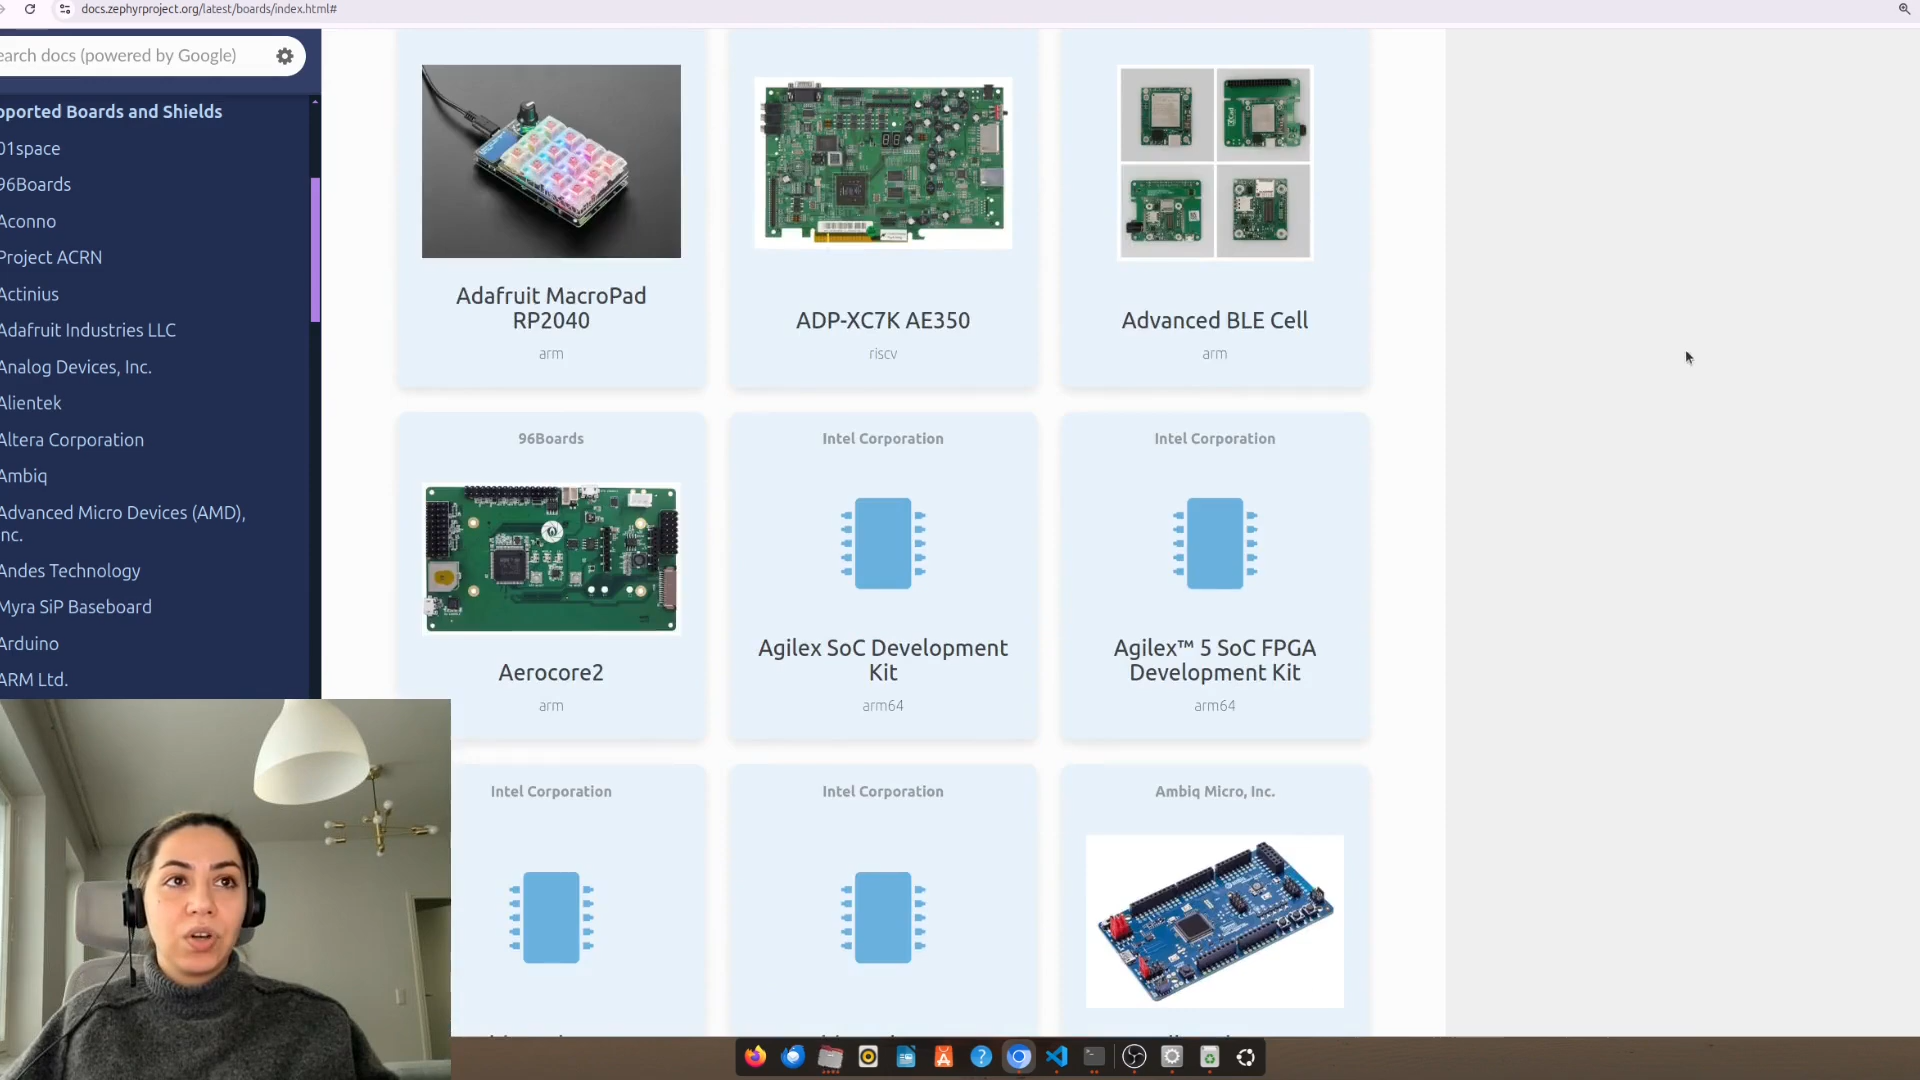 docs.zephyrproject.org/latest/boards/index.html#
earch docs (powered by Google)
pported Boards and Shields
01space
96Boards
Aconno
Project ACRN
Actinius
Adafruit Industries LLC
Analog Devices, Inc.
Alientek
Altera Corporation
Ambiq
Advanced Micro Devices (AMD),
nc.
Andes Technology
Myra SiP Baseboard
Arduino
ARM Ltd.
Adafruit MacroPad
RP2040
arm
ADP-XC7K AE350
riscv
Advanced BLE Cell
arm
96Boards
Aerocore2
arm
Intel Corporation
Agilex SoC Development
Kit
arm64
Intel Corporation
Agilex™ 5 SoC FPGA
Development Kit
arm64
Intel Corporation
Intel Corporation
Ambiq Micro, Inc.